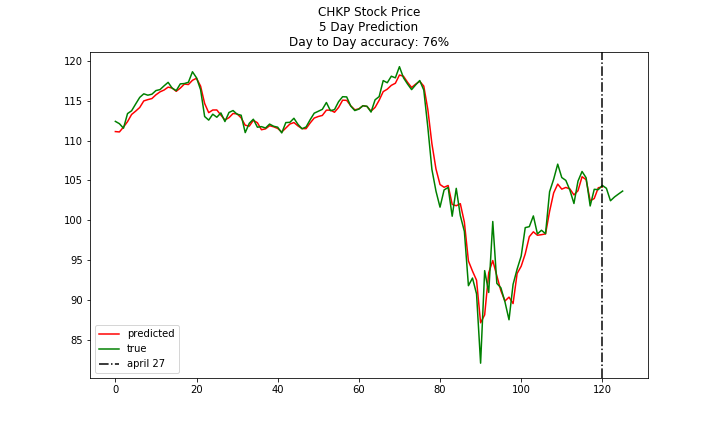 CHKP Stock Price
5 Day Prediction
Day to Day accuracy: 76%
120
115
110
105
100
95
90
85
predicted
true
april 27
0
20
40
60
80
100
120